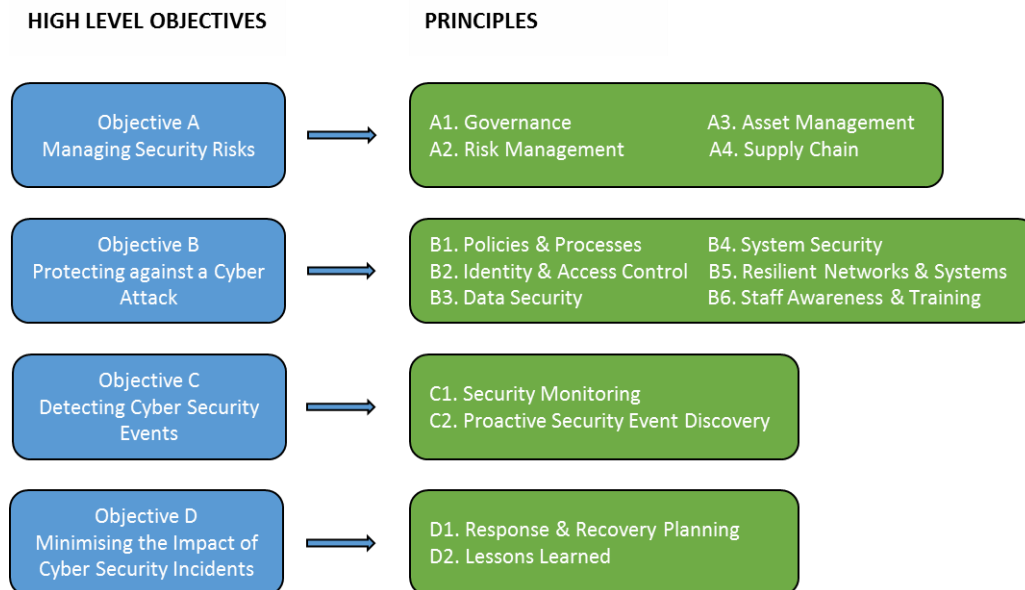 HIGH LEVEL OBJECTIVES
PRINCIPLES
Objective A
Managing Security Risks
A1. Governance
A2. Risk Management
A3. Asset Management
A4. Supply Chain
Objective B
Protecting against a Cyber
Attack
B1. Policies & Processes
B2. Identity & Access Control
B3. Data Security
B4. System Security
B5. Resilient Networks & Systems
B6. Staff Awareness & Training
Objective C
Detecting Cyber Security
Events
C1. Security Monitoring
C2. Proactive Security Event Discovery
Objective D
Minimising the Impact of
Cyber Security Incidents
D1. Response & Recovery Planning
D2. Lessons Learned